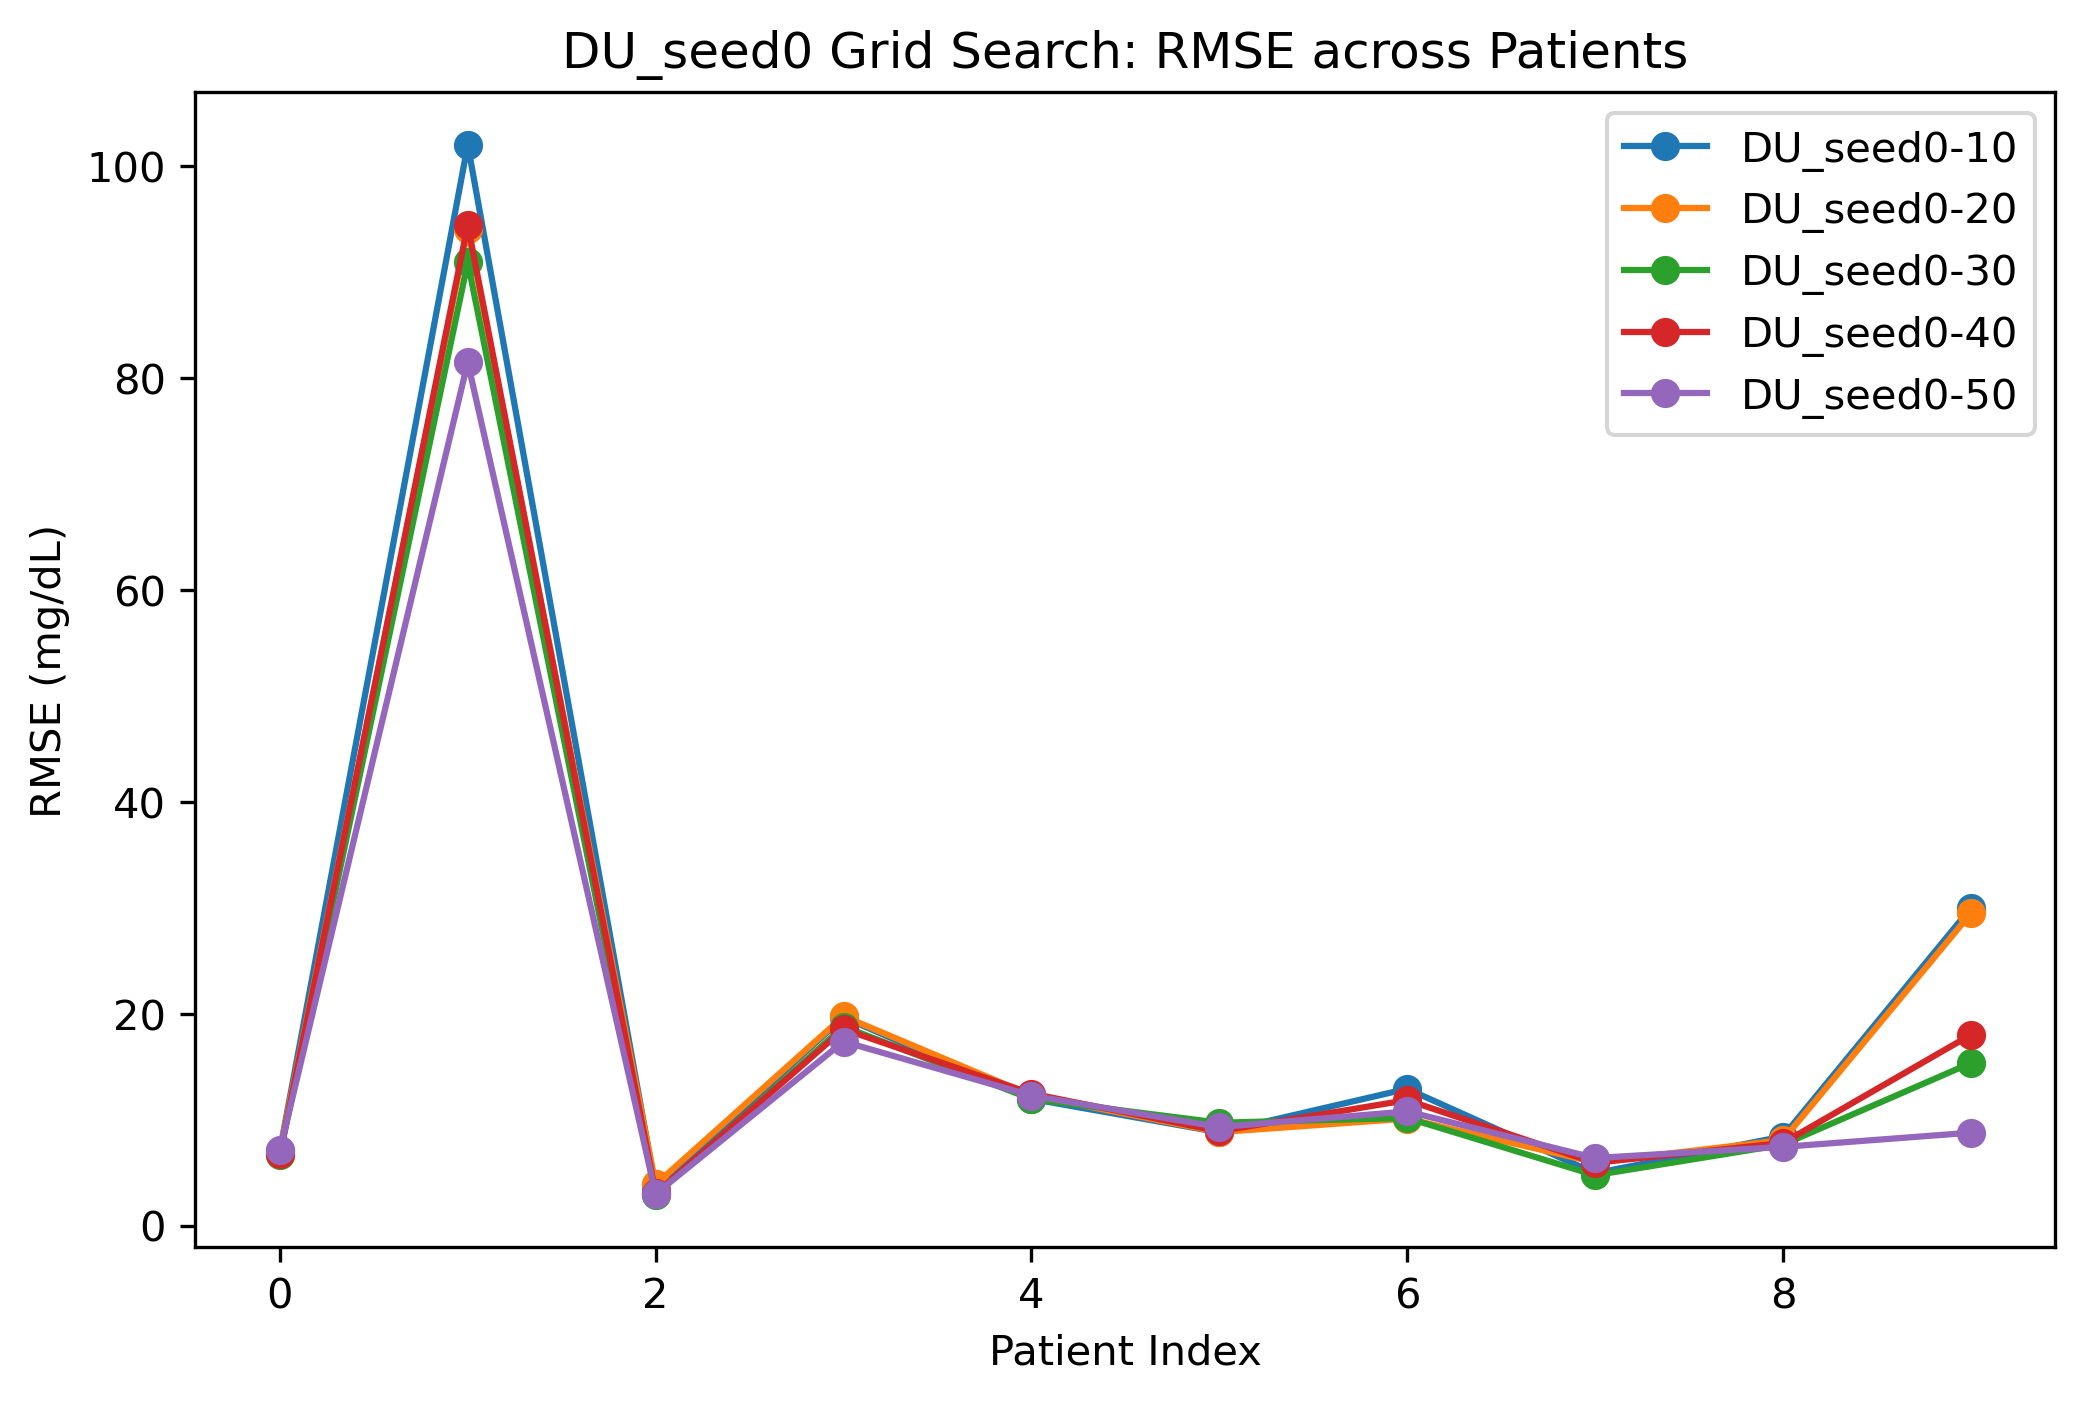 DU_seed0 Grid Search: RMSE across Patients
DU_seed0-10
DU_seed0-20
DU_seed0-30
DU_seed0-40
DU_seed0-50
RMSE (mg/dL)
100
80
60
40
20
0
0 2 4 6 8
Patient Index